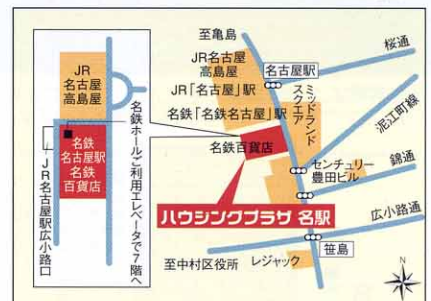 至亀島
JR名古屋
高島屋
名古屋駅
桜通
JR「名古屋」駅
ミッドランド
スクエア
名鉄「名鉄名古屋」駅
泥江町線
名鉄百貨店
センチュリー
豊田ビル
錦通
ハウジングプラザ 名駅
広小路通
笹島
至中村区役所
レジャック
N
JR
名古屋
高島屋
名鉄
名古屋駅
名鉄
百貨店
名鉄ホールご利用エレベータで7階へ
JR名古屋駅広小路口